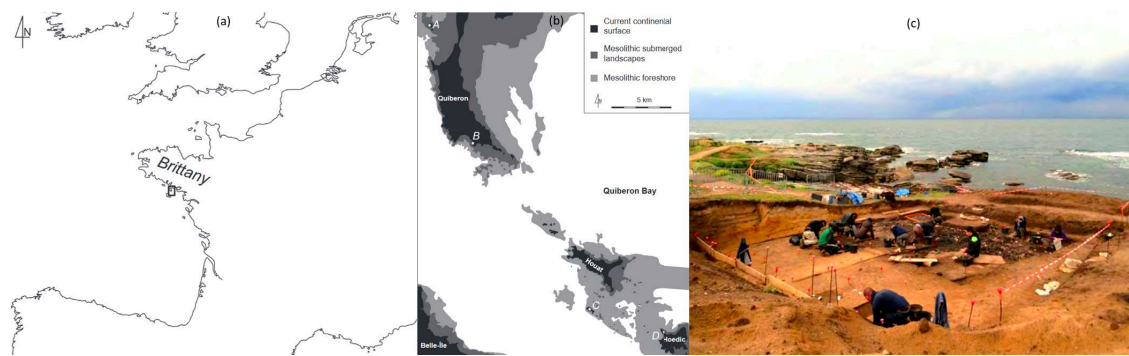 (a)
N
Brittany
(b)
A
Current continenial
surface
Mesolithic submerged
landscapes
Mesolithic foreshore
N
5 km
Quiberon
B
Quiberon Bay
Houat
C
D
Hoedic
Belle-Île
(c)